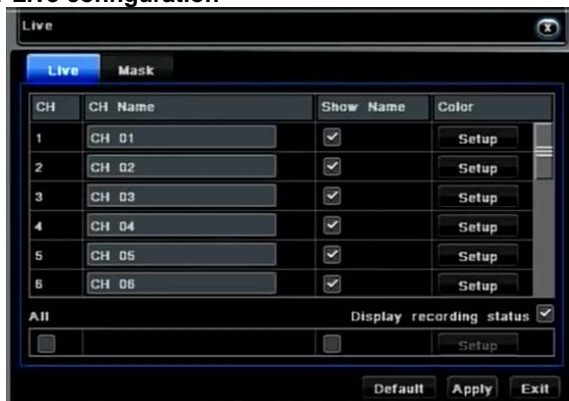 Live configuration
Live
Live Mask
CH CH Name Show Name Color
1 CH 01 Setup
2 CH 02 Setup
3 CH 03 Setup
4 CH 04 Setup
5 CH 05 Setup
6 CH 06 Setup
All Display recording status
Setup
Default Apply Exit